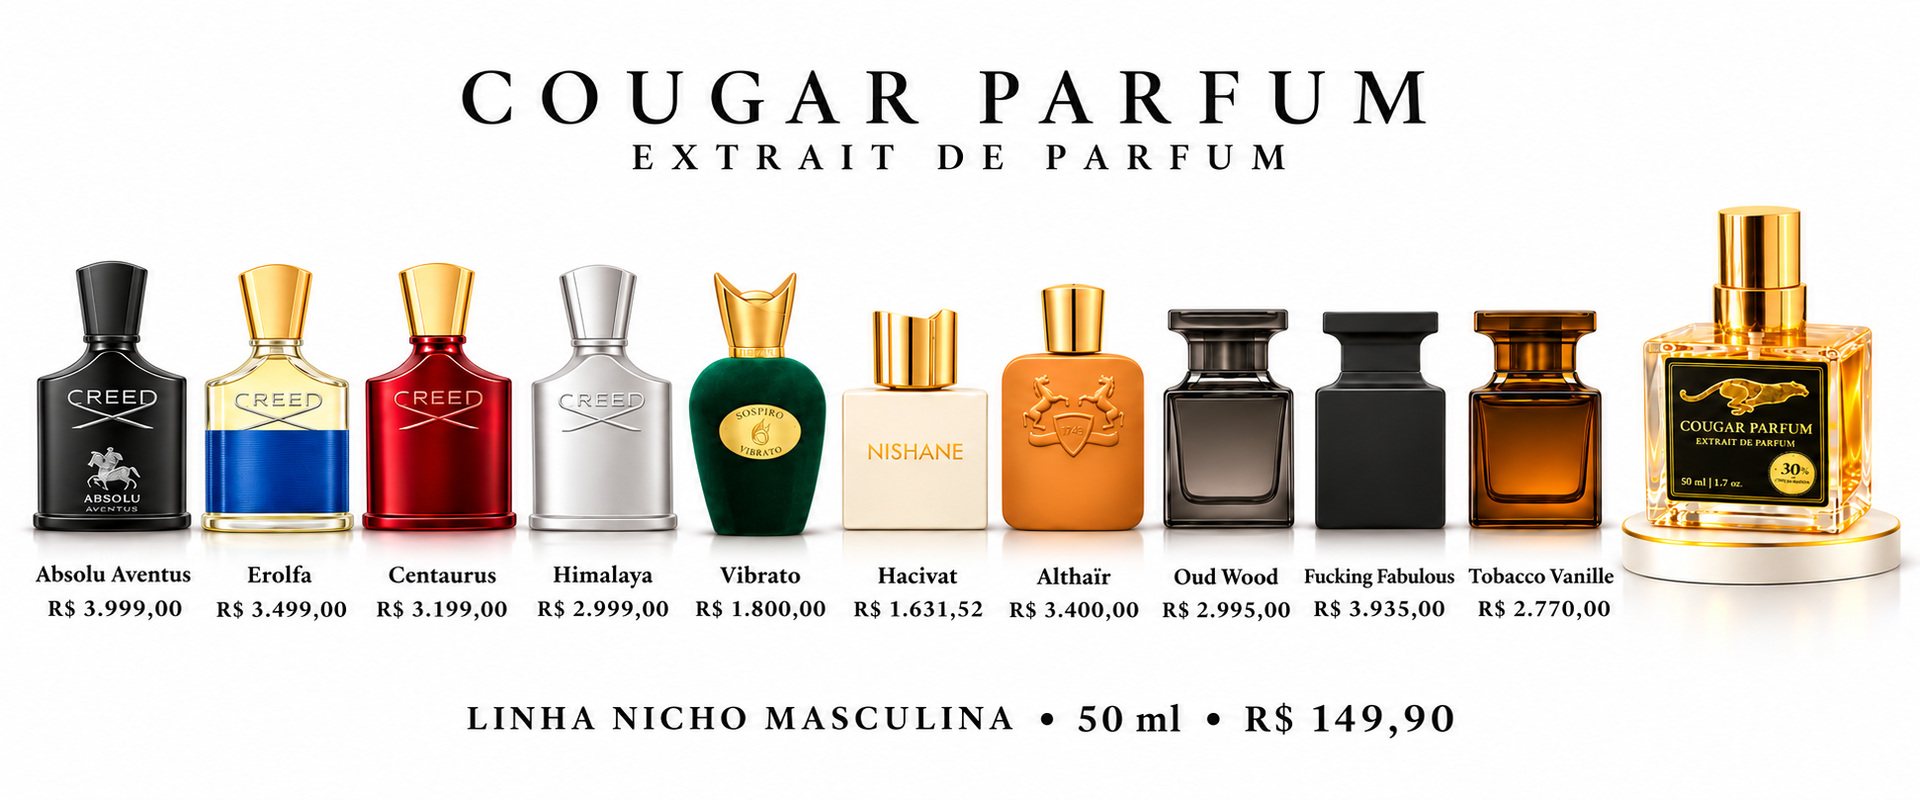 COUGAR PARFUM
EXTRAIT DE PARFUM
CREED
ABSOLU
AVENTUS
CREED
CREED
CREED
SOSPIRO
VIBRATO
NISHANE
1743
COUGAR PARFUM
EXTRAIT DE PARFUM
30%
50 ml | 1.7 oz.
Absolu Aventus
R$ 3.999,00
Erolfa
R$ 3.499,00
Centaurus
R$ 3.199,00
Himalaya
R$ 2.999,00
Vibrato
R$ 1.800,00
Hacivat
R$ 1.631,52
Althaïr
R$ 3.400,00
Oud Wood
R$ 2.995,00
Fucking Fabulous
R$ 3.935,00
Tobacco Vanille
R$ 2.770,00
LINHA NICHO MASCULINA • 50 ml • R$ 149,90